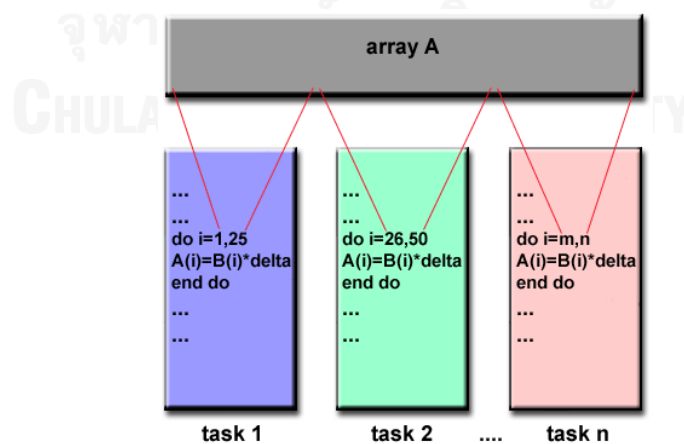 array A
...
...
do i=1,25
A(i)=B(i)*delta
end do
...
...
...
...
do i=26,50
A(i)=B(i)*delta
end do
...
...
...
...
do i=m,n
A(i)=B(i)*delta
end do
...
...
task 1 task 2 .... task n